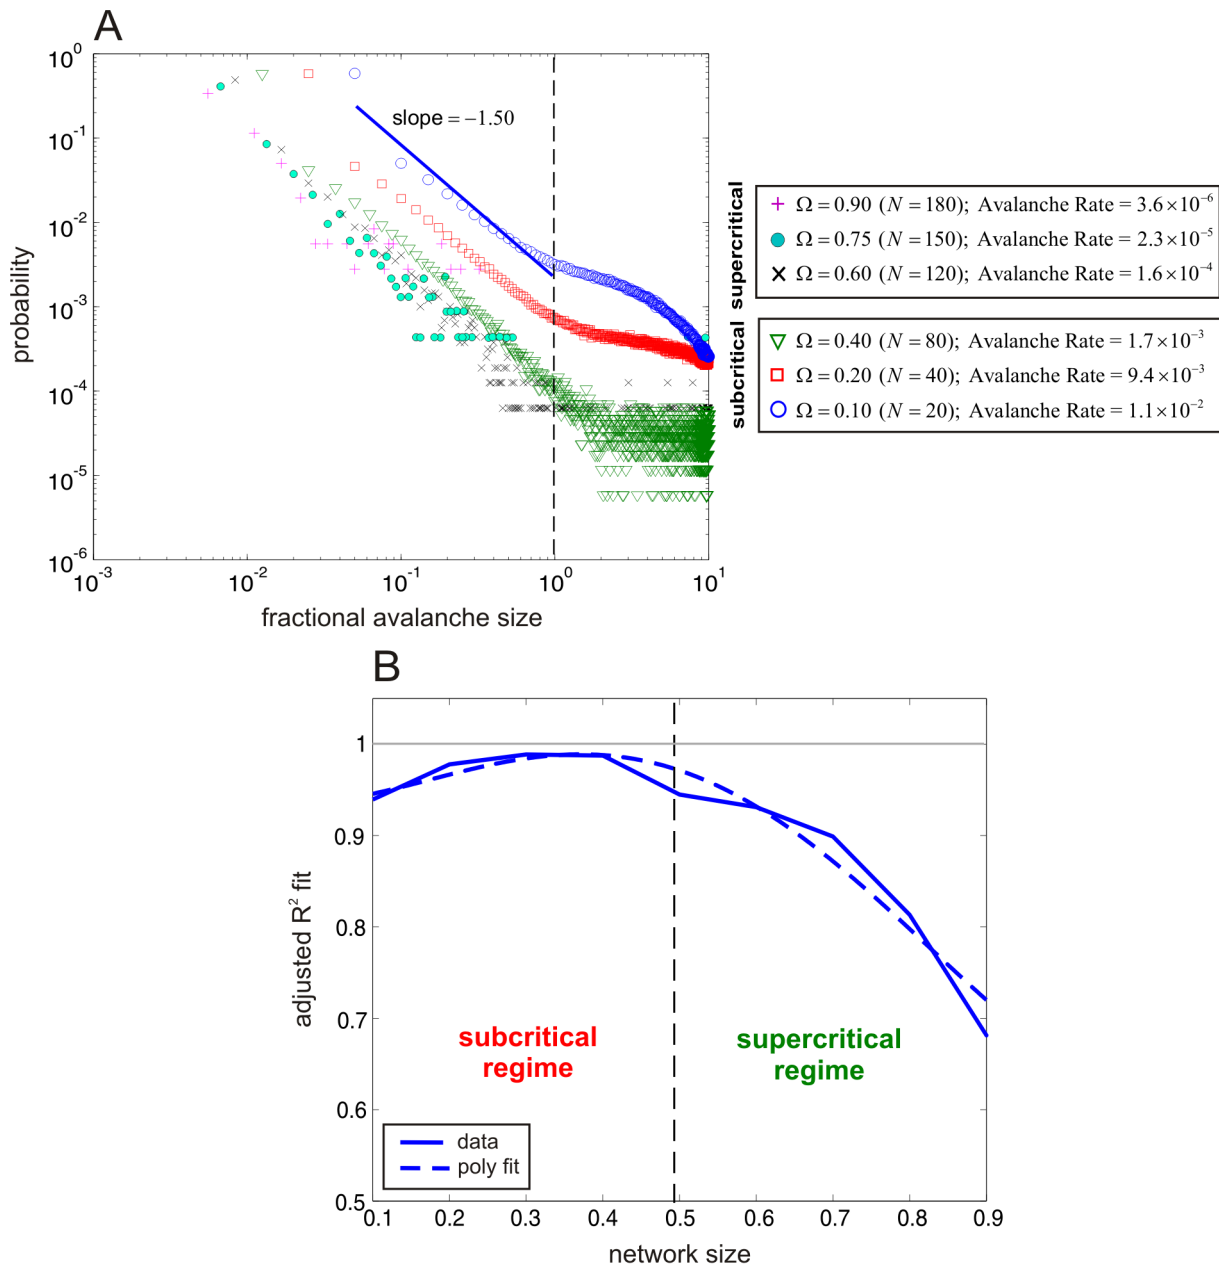 A
10^0
10^-1
10^-2
10^-3
10^-4
10^-5
10^-6
probability
slope = −1.50
10^-3
10^-2
10^-1
10^0
10^1
fractional avalanche size
supercritical
Ω = 0.90 (N = 180); Avalanche Rate = 3.6×10^-6
Ω = 0.75 (N = 150); Avalanche Rate = 2.3×10^-5
Ω = 0.60 (N = 120); Avalanche Rate = 1.6×10^-4
subcritical
Ω = 0.40 (N = 80); Avalanche Rate = 1.7×10^-3
Ω = 0.20 (N = 40); Avalanche Rate = 9.4×10^-3
Ω = 0.10 (N = 20); Avalanche Rate = 1.1×10^-2
B
1
0.9
0.8
0.7
0.6
0.5
adjusted R² fit
subcritical
regime
supercritical
regime
data
poly fit
0.1
0.2
0.3
0.4
0.5
0.6
0.7
0.8
0.9
network size